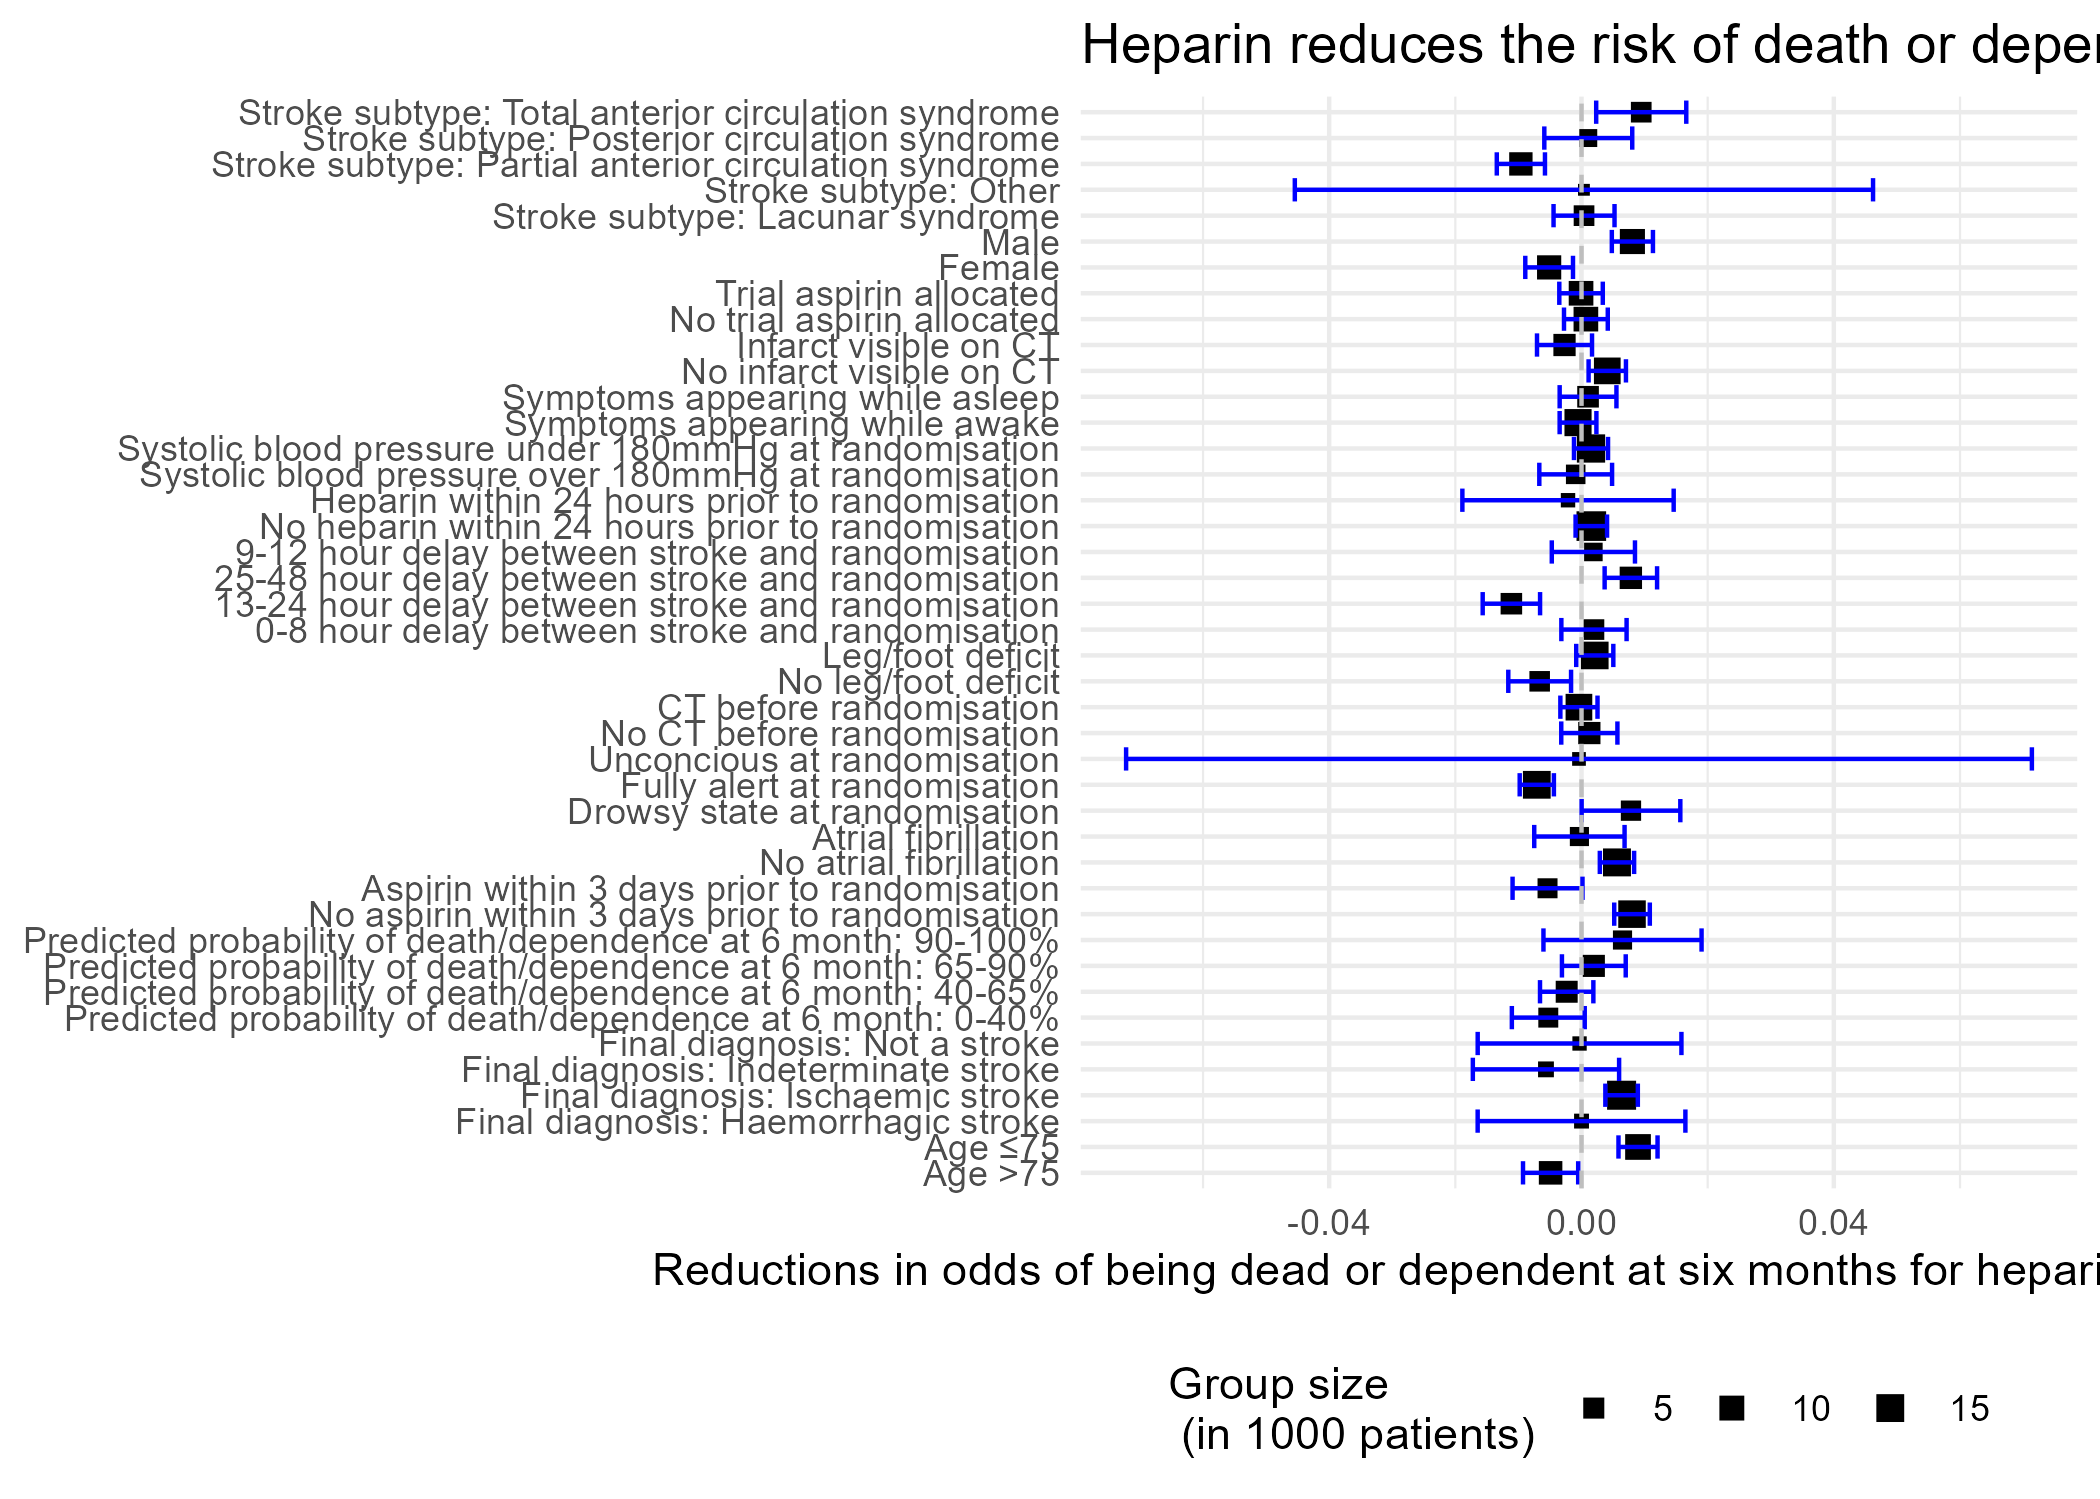 Heparin reduces the risk of death or
Stroke subtype: Total anterior circulation syndrome
Stroke subtype: Posterior circulation syndrome
Stroke subtype: Partial anterior circulation syndrome
Stroke subtype: Other
Stroke subtype: Lacunar syndrome
Male
Female
Trial aspirin allocated
No trial aspirin allocated
Infarct visible on CT
No infarct visible on CT
Symptoms appearing while asleep
Symptoms appearing while awake
Systolic blood pressure under 180mmHg at randomisation
Systolic blood pressure over 180mmHg at randomisation
Heparin within 24 hours prior to randomisation
No heparin within 24 hours prior to randomisation
9-12 hour delay between stroke and randomisation
25-48 hour delay between stroke and randomisation
13-24 hour delay between stroke and randomisation
0-8 hour delay between stroke and randomisation
Leg/foot deficit
No leg/foot deficit
CT before randomisation
No CT before randomisation
Unconcious at randomisation
Fully alert at randomisation
Drowsy state at randomisation
Atrial fibrillation
No atrial fibrillation
Aspirin within 3 days prior to randomisation
No aspirin within 3 days prior to randomisation
Predicted probability of death/dependence at 6 month: 90-100%
Predicted probability of death/dependence at 6 month: 65-90%
Predicted probability of death/dependence at 6 month: 40-65%
Predicted probability of death/dependence at 6 month: 0-40%
Final diagnosis: Not a stroke
Final diagnosis: Indeterminate stroke
Final diagnosis: Ischaemic stroke
Final diagnosis: Haemorrhagic stroke
Age ≤75
Age >75
-0.04 0.00 0.04
Reductions in odds of being dead or dependent at six months for
Group size
(in 1000 patients)
5 10 15